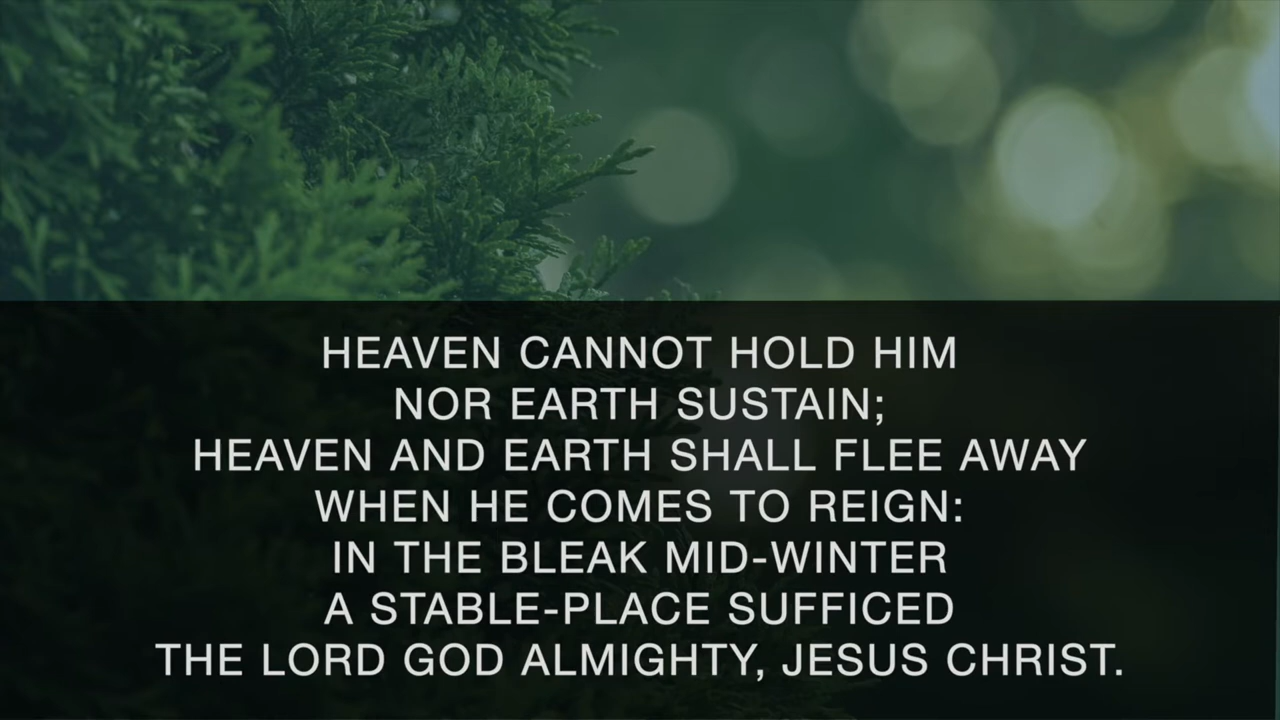 HEAVEN CANNOT HOLD HIM
NOR EARTH SUSTAIN;
HEAVEN AND EARTH SHALL FLEE AWAY
WHEN HE COMES TO REIGN:
IN THE BLEAK MID-WINTER
A STABLE-PLACE SUFFICED
THE LORD GOD ALMIGHTY, JESUS CHRIST.